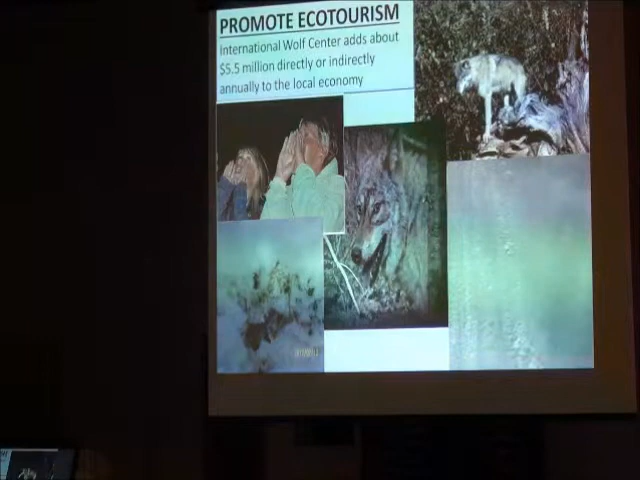 PROMOTE ECOTOURISM
International Wolf Center adds about
$5.5 million directly or indirectly
annually to the local economy